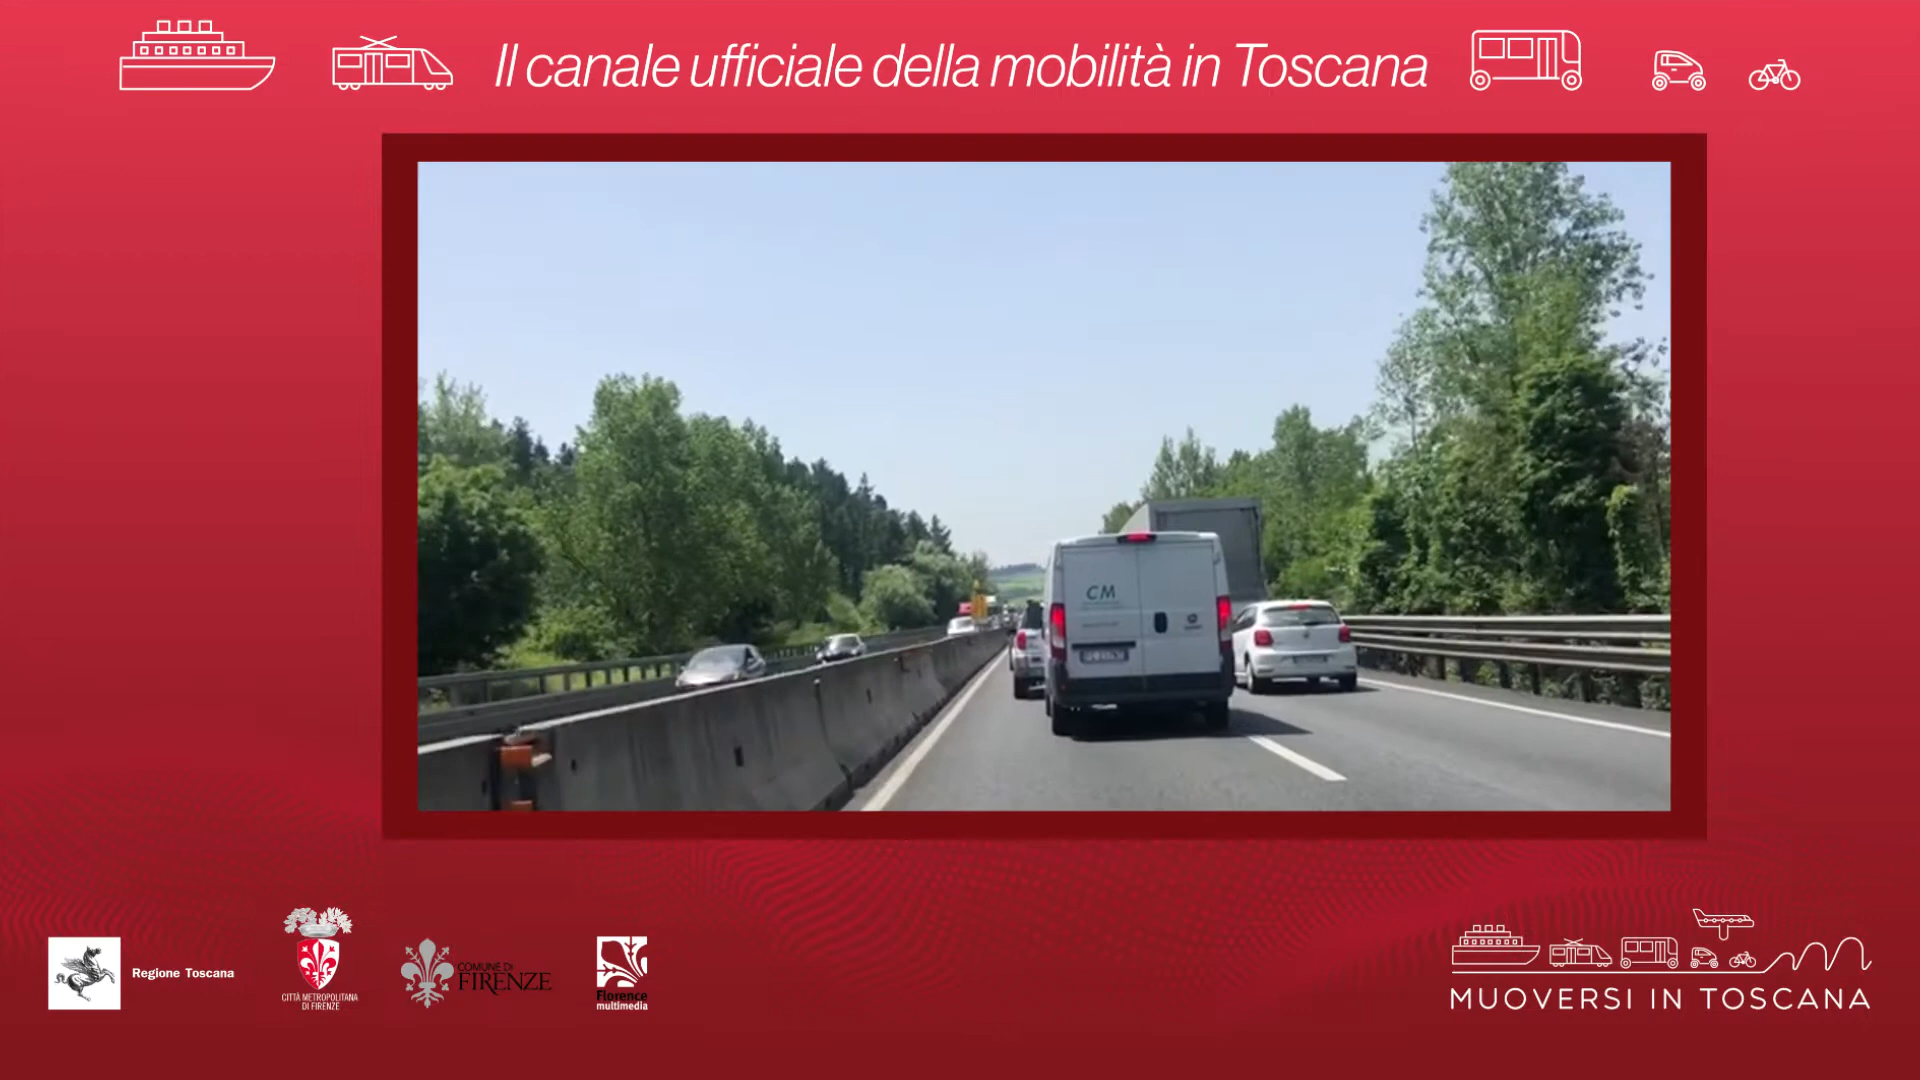 Il canale ufficiale della mobilità in Toscana
CM
Regione Toscana
CITTÀ METROPOLITANA
DI FIRENZE
COMUNE DI
FIRENZE
Florence
multimedia
MUOVERSI IN TOSCANA